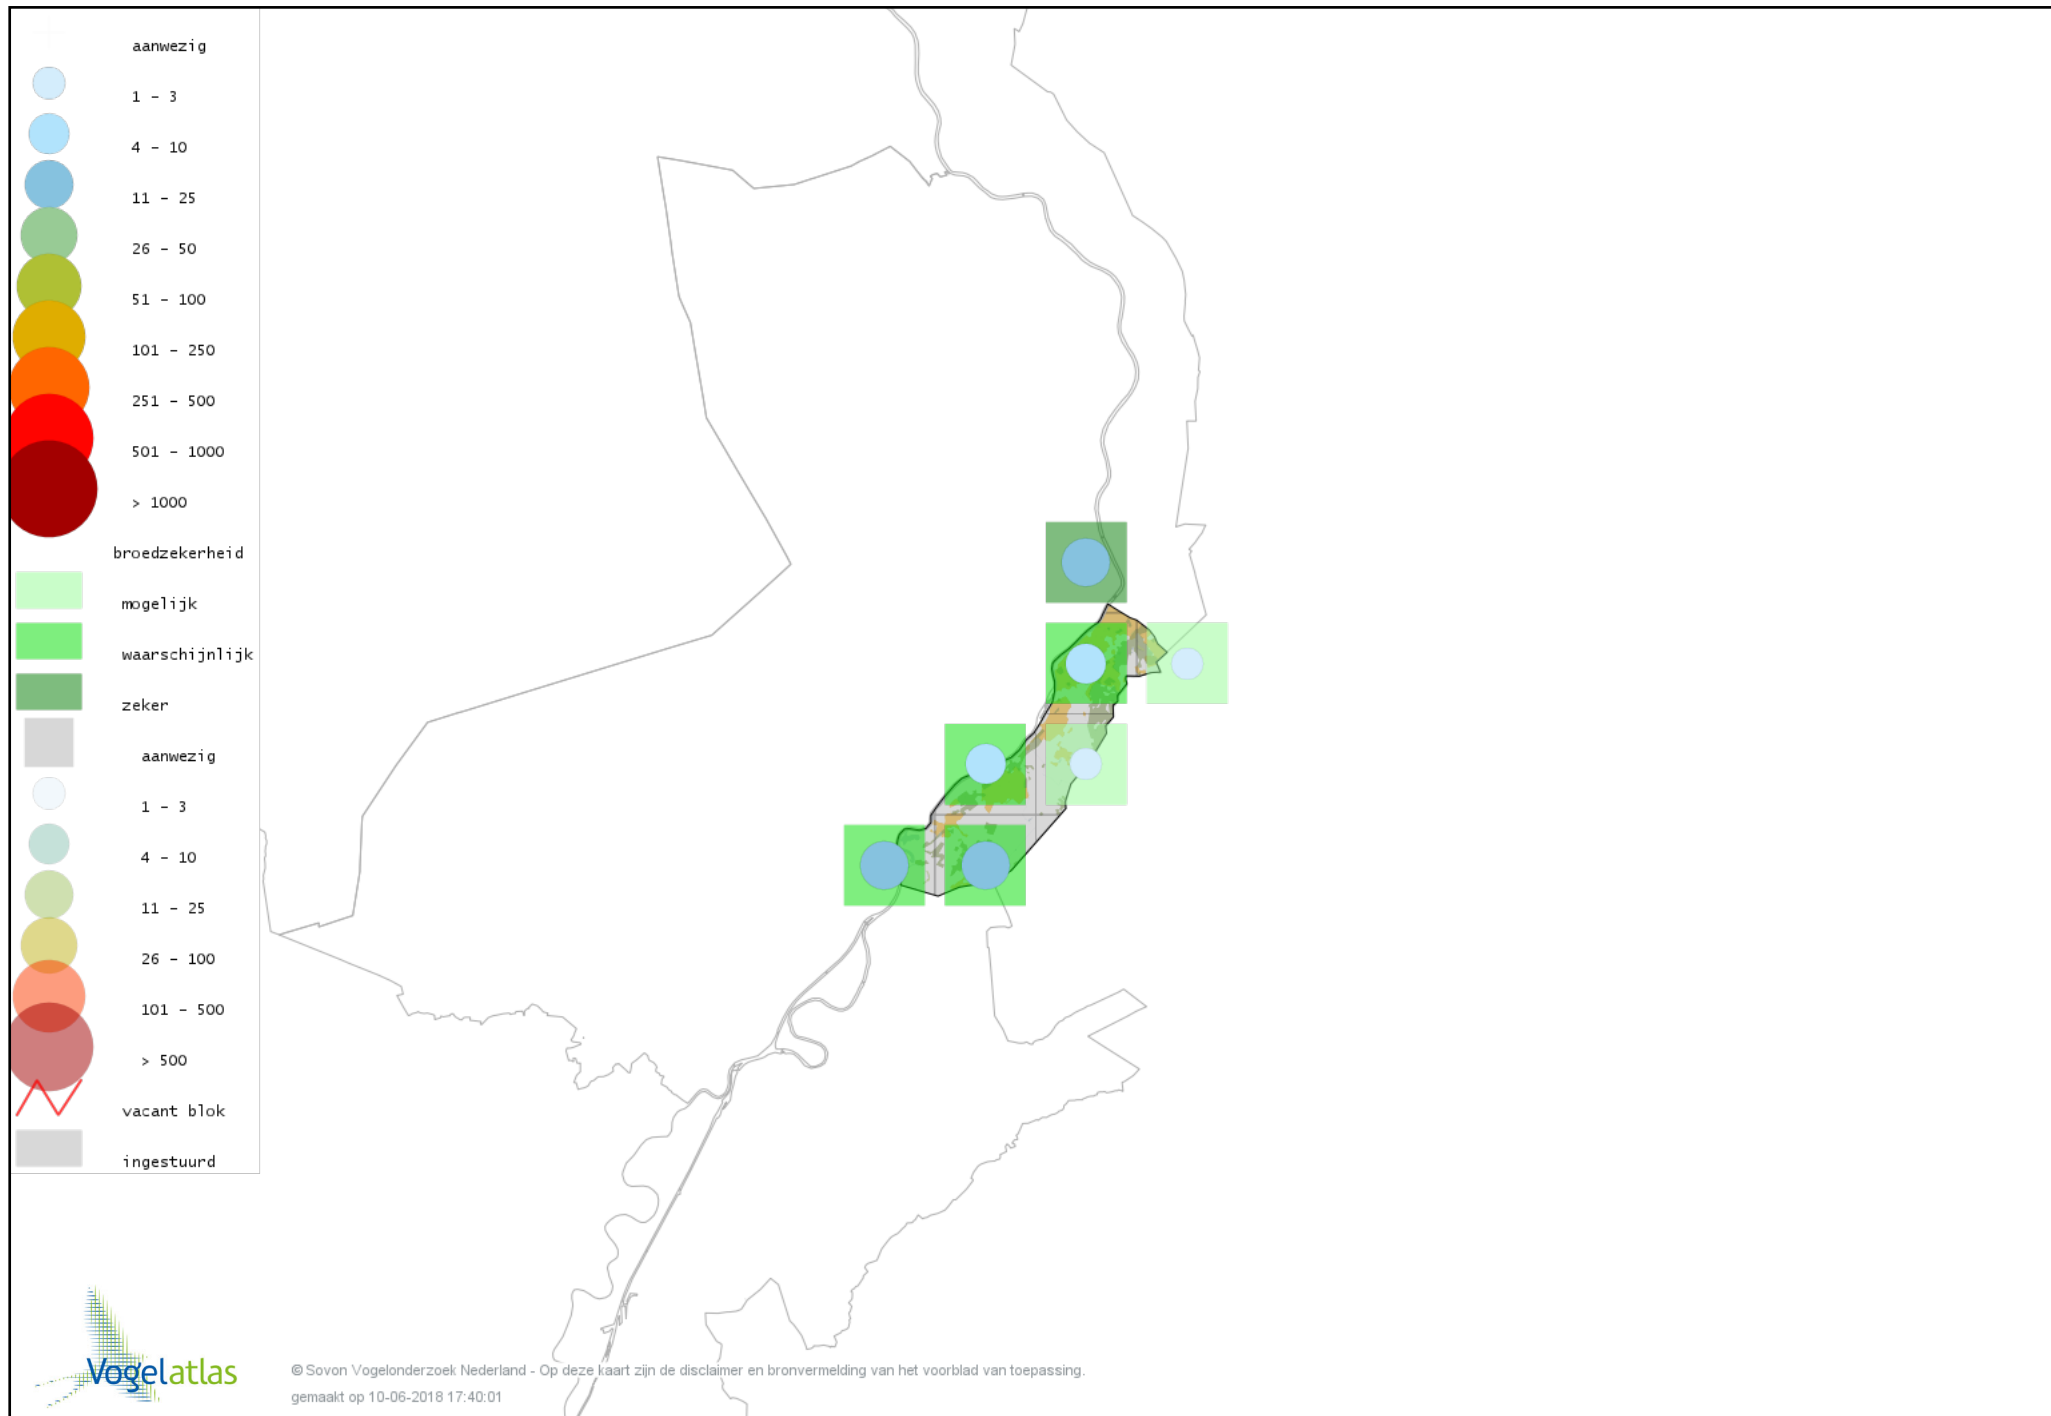 aanwezig
1 - 3
4 - 10
11 - 25
26 - 50
51 - 100
101 - 250
251 - 500
501 - 1000
> 1000
broedzekerheid
mogelijk
waarschijnlijk
zeker
aanwezig
1 - 3
4 - 10
11 - 25
26 - 100
101 - 500
> 500
vacant blok
ingestuurd
Vogelatlas
© Sovon Vogelonderzoek Nederland - Op deze kaart zijn de disclaimer en bronvermelding van het voorblad van toepassing.
gemaakt op 10-06-2018 17:40:01